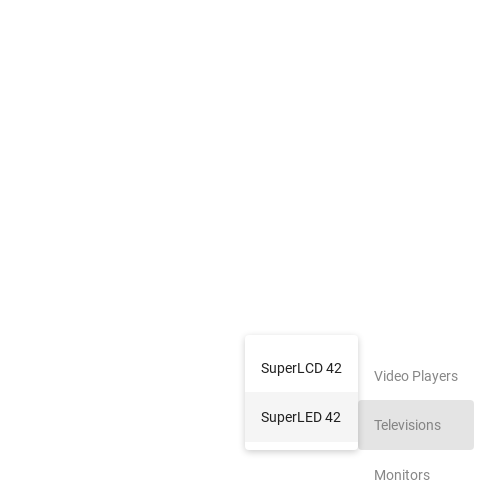 SuperLCD 42
SuperLED 42
Video Players
Televisions
Monitors